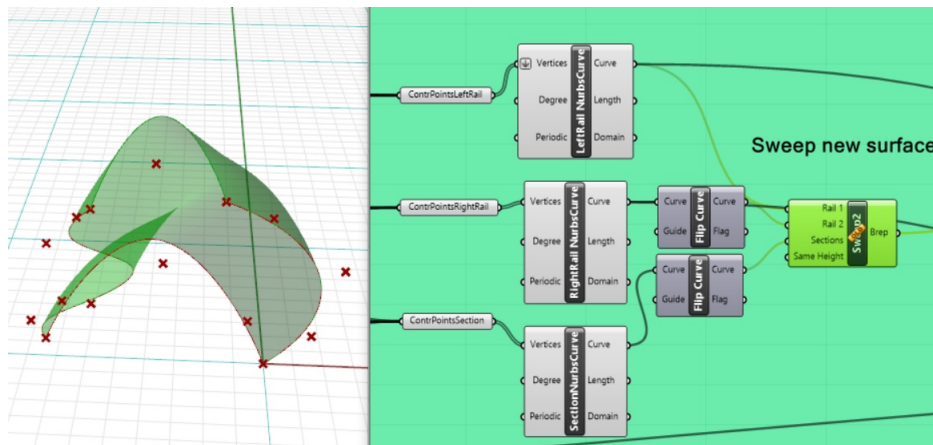 ContrPointsLeftRail
Vertices
Degree
Periodic
LeftRail NurbsCurve
Curve
Length
Domain
Sweep new surface
ContrPointsRightRail
Vertices
Degree
Periodic
RightRail NurbsCurve
Curve
Length
Domain
Curve
Guide
Flip Curve
Curve
Flag
Rail 1
Rail 2
Sections
Same Height
Sweep2
Brep
Curve
Guide
Flip Curve
Curve
Flag
ContrPointsSection
Vertices
Degree
Periodic
SectionNurbsCurve
Curve
Length
Domain